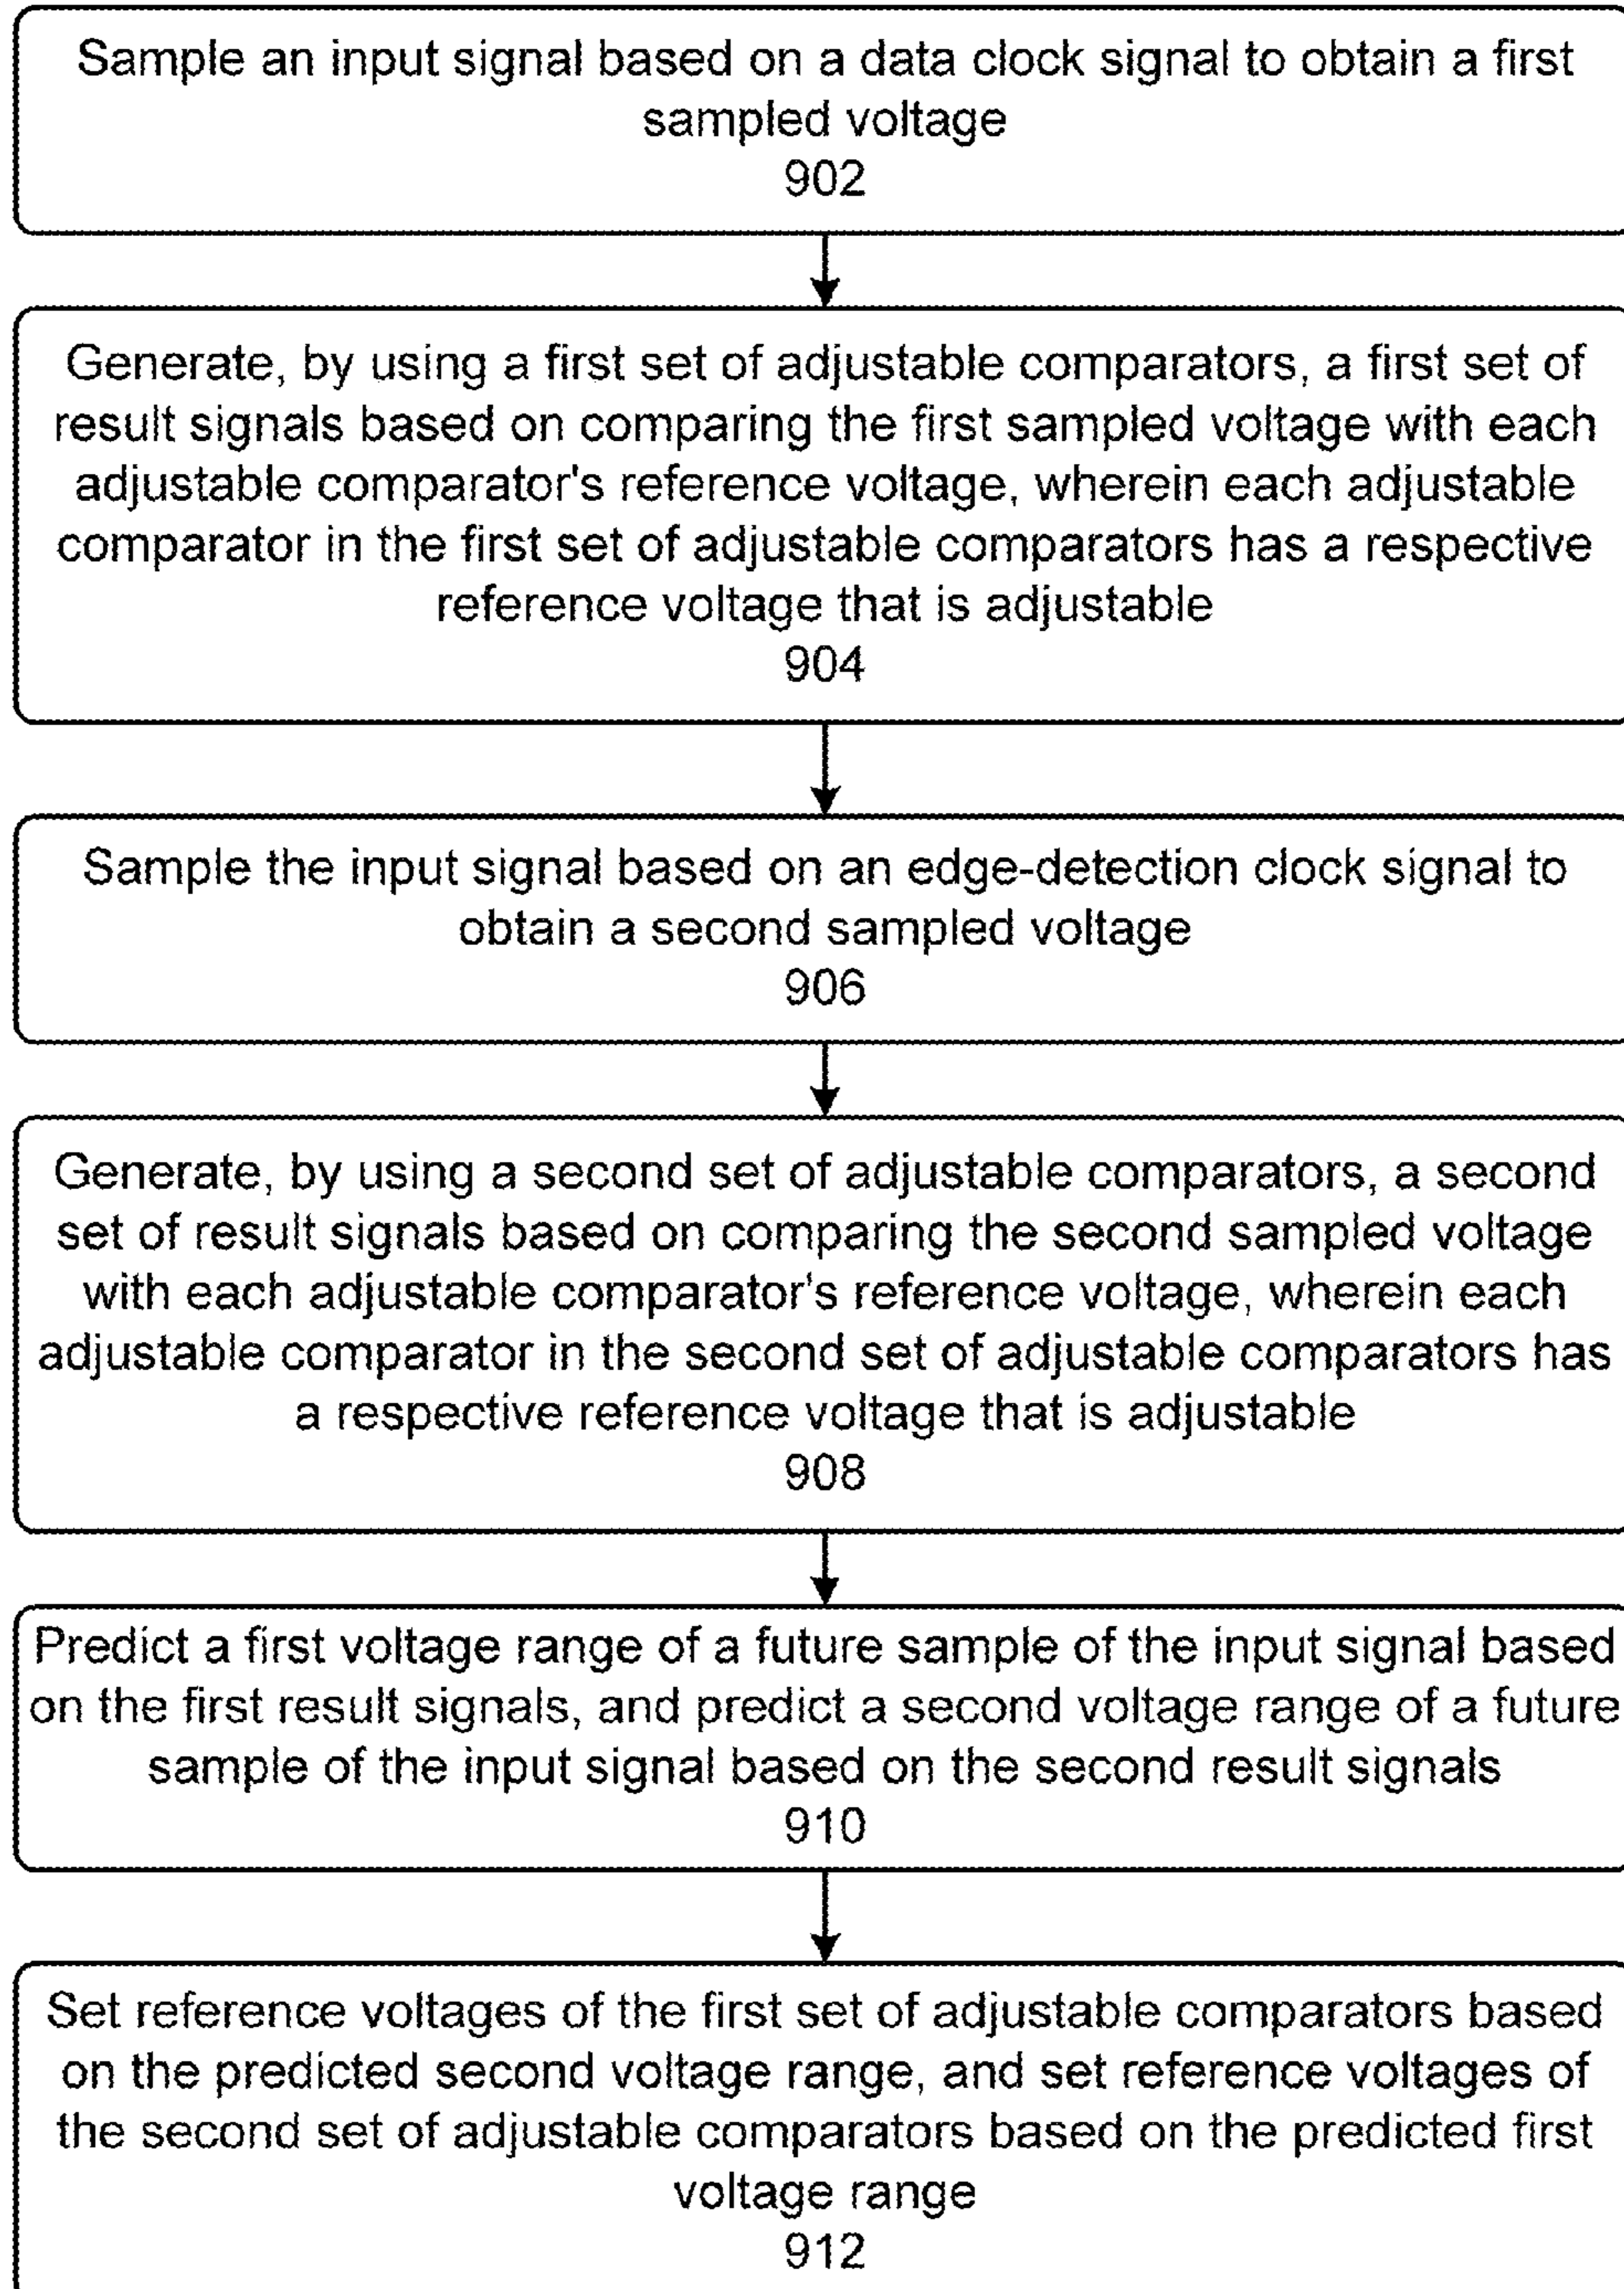 Sample an input signal based on a data clock signal to obtain a first
sampled voltage
902
Generate, by using a first set of adjustable comparators, a first set of
result signals based on comparing the first sampled voltage with each
adjustable comparator's reference voltage, wherein each adjustable
comparator in the first set of adjustable comparators has a respective
reference voltage that is adjustable
904
Sample the input signal based on an edge-detection clock signal to
obtain a second sampled voltage
906
Generate, by using a second set of adjustable comparators, a second
set of result signals based on comparing the second sampled voltage
with each adjustable comparator's reference voltage, wherein each
adjustable comparator in the second set of adjustable comparators has
a respective reference voltage that is adjustable
908
Predict a first voltage range of a future sample of the input signal based
on the first result signals, and predict a second voltage range of a future
sample of the input signal based on the second result signals
910
Set reference voltages of the first set of adjustable comparators based
on the predicted second voltage range, and set reference voltages of
the second set of adjustable comparators based on the predicted first
voltage range
912